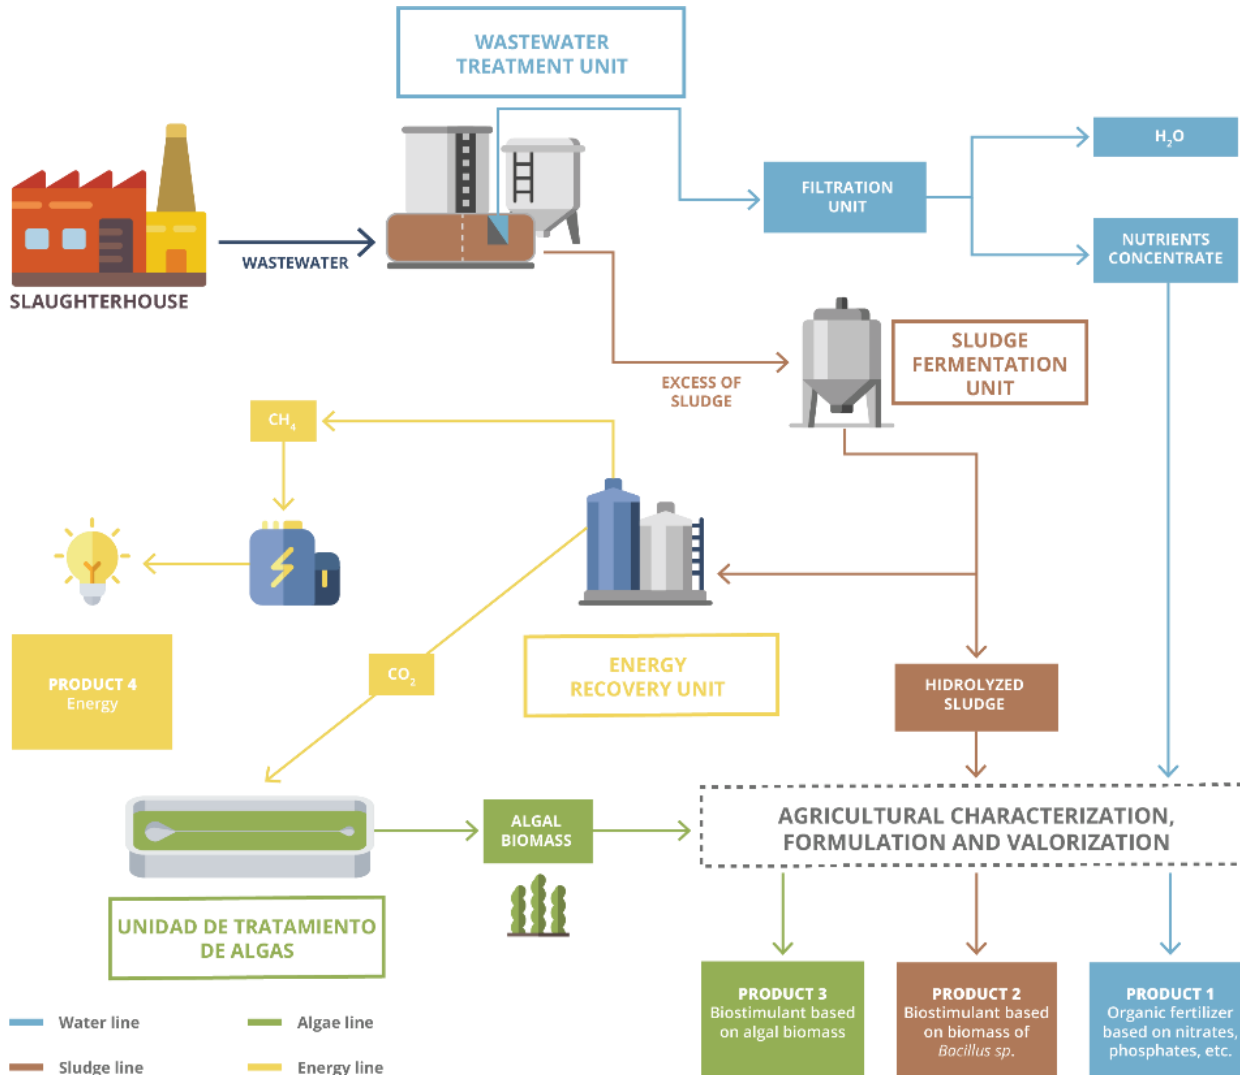 WASTEWATER
TREATMENT UNIT
H₂O
FILTRATION
UNIT
NUTRIENTS
CONCENTRATE
WASTEWATER
SLAUGHTERHOUSE
SLUDGE
FERMENTATION
UNIT
EXCESS OF
SLUDGE
CH₄
ENERGY
RECOVERY UNIT
CO₂
PRODUCT 4
Energy
HIDROLYZED
SLUDGE
ALGAL
BIOMASS
AGRICULTURAL CHARACTERIZATION,
FORMULATION AND VALORIZATION
UNIDAD DE TRATAMIENTO
DE ALGAS
PRODUCT 3
Biostimulant based
on algal biomass
PRODUCT 2
Biostimulant based
on biomass of
Bacillus sp.
PRODUCT 1
Organic fertilizer
based on nitrates,
phosphates, etc.
Water line
Algae line
Sludge line
Energy line